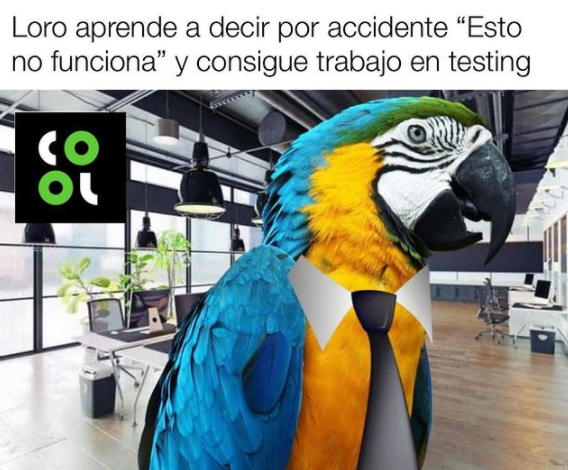 Loro aprende a decir por accidente “Esto
no funciona” y consigue trabajo en testing
CO
OL